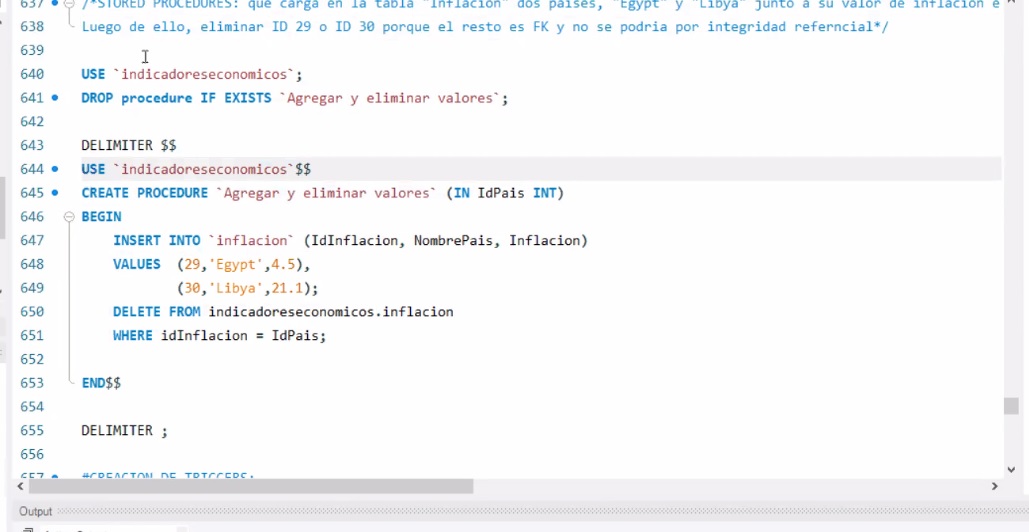 637 /*STORED PROCEDURES: que carga en la tabla "Inflacion" dos paises, "Egypt" y "Libya" junto a su valor de inflacion e
638 Luego de ello, eliminar ID 29 o ID 30 porque el resto es FK y no se podria por integridad referncial*/
639
640 USE `indicadoreseconomicos`;
641 DROP procedure IF EXISTS `Agregar y eliminar valores`;
642
643 DELIMITER $$
644 USE `indicadoreseconomicos`$$
645 CREATE PROCEDURE `Agregar y eliminar valores` (IN IdPais INT)
646 BEGIN
647 INSERT INTO `inflacion` (IdInflacion, NombrePais, Inflacion)
648 VALUES (29,'Egypt',4.5),
649 (30,'Libya',21.1);
650 DELETE FROM indicadoreseconomicos.inflacion
651 WHERE idInflacion = IdPais;
652
653 END$$
654
655 DELIMITER ;
656
657 #CREACION DE TRIGGERS:
Output